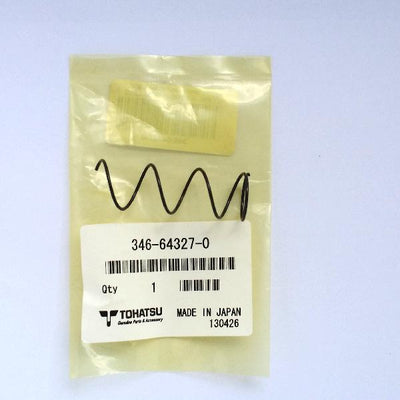 346-64327-0
Qty 1
TOHATSU
Genuine Parts & Accessory
MADE IN JAPAN
130426